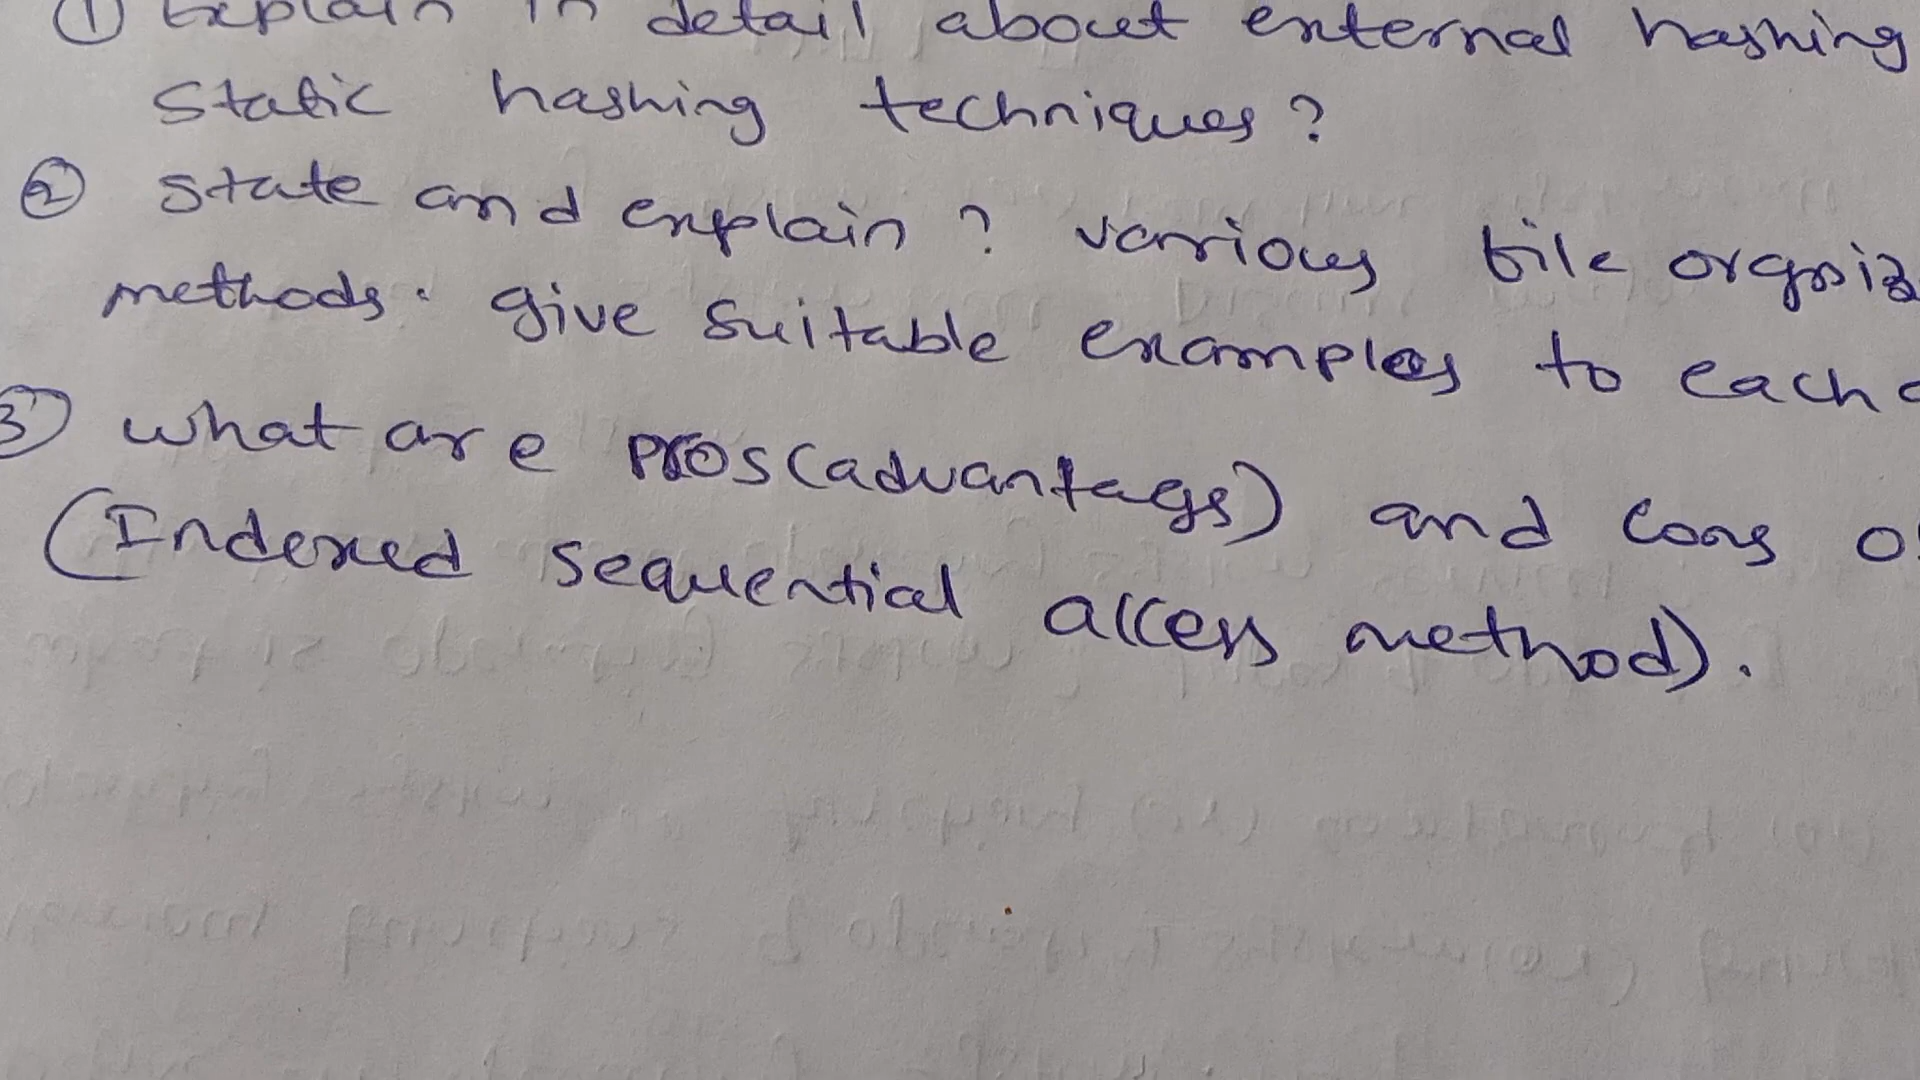 ① Explain in detail about external hashing
static hashing techniques?
② state and explain? various file orgniz
methods. give suitable examples to each
③ what are pros(advantags) and cons of
(Indexed sequential access method).